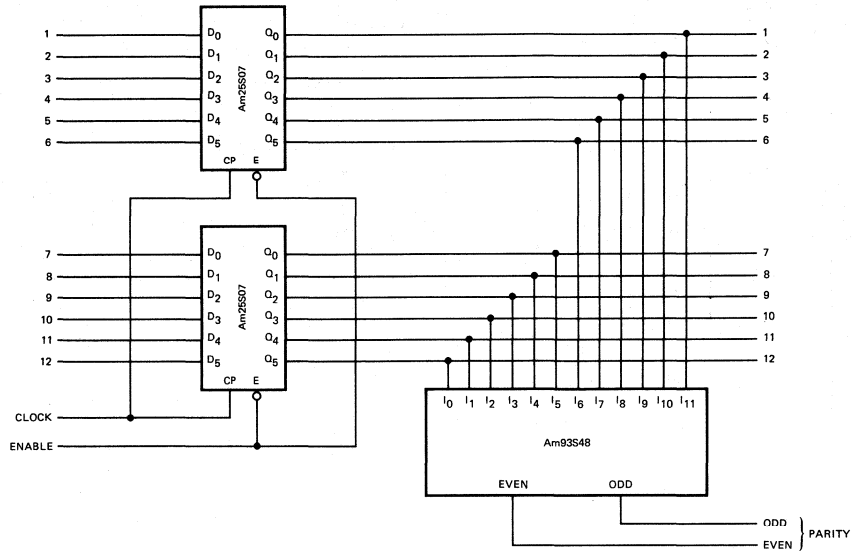 1 D0 Q0 1
2 D1 Q1 2
3 D2 Q2 3
4 D3 Q3 4
5 D4 Q4 5
6 D5 Q5 6
Am25S07
CP E
7 D0 Q0 7
8 D1 Q1 8
9 D2 Q2 9
10 D3 Q3 10
11 D4 Q4 11
12 D5 Q5 12
Am25S07
CP E
CLOCK
ENABLE
I0 I1 I2 I3 I4 I5 I6 I7 I8 I9 I10 I11
Am93S48
EVEN ODD
ODD
EVEN
PARITY